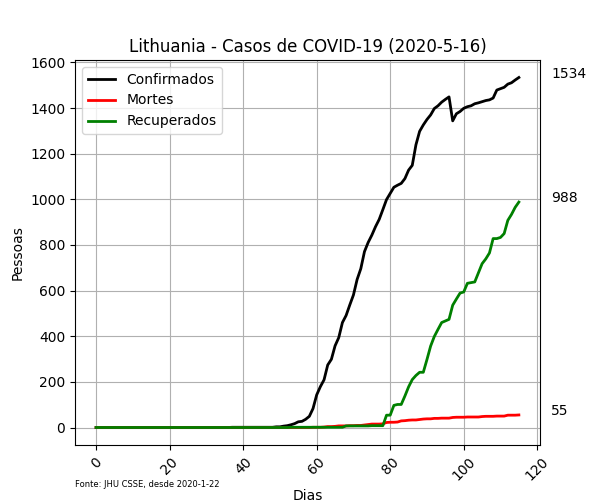 Lithuania - Casos de COVID-19 (2020-5-16)
Confirmados
Mortes
Recuperados
1600
1400
1200
1000
800
600
400
200
0
Pessoas
1534
988
55
0 20 40 60 80 100 120
Fonte: JHU CSSE, desde 2020-1-22
Dias